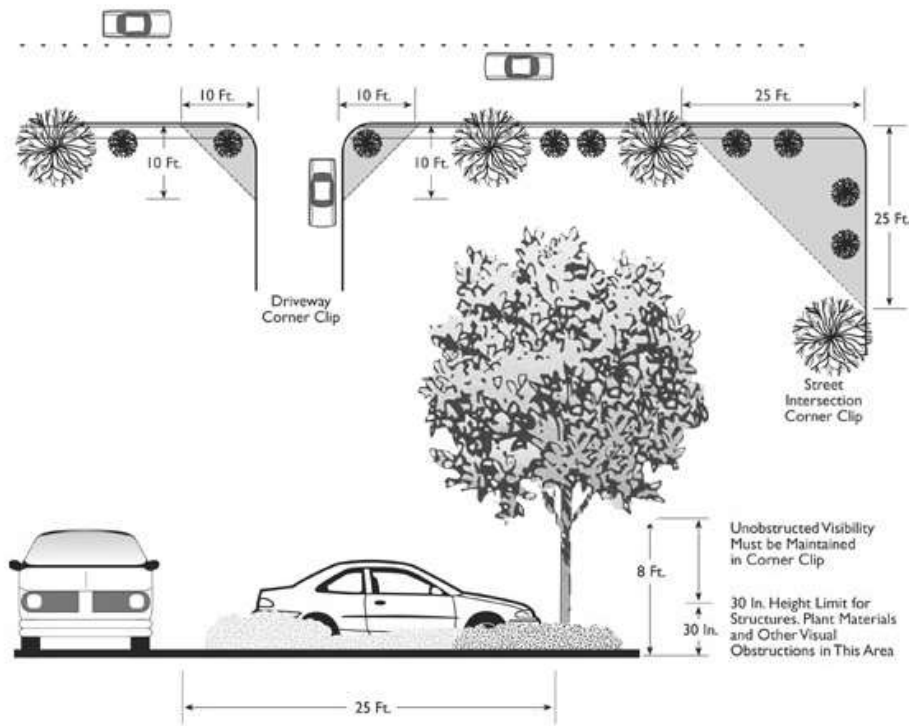 10 Ft.
10 Ft.
25 Ft.
10 Ft.
10 Ft.
25 Ft.
Driveway
Corner Clip
Street
Intersection
Corner Clip
Unobstructed Visibility
Must be Maintained
in Corner Clip
8 Ft.
30 In. Height Limit for
Structures. Plant Materials
and Other Visual
Obstructions in This Area
30 In.
25 Ft.